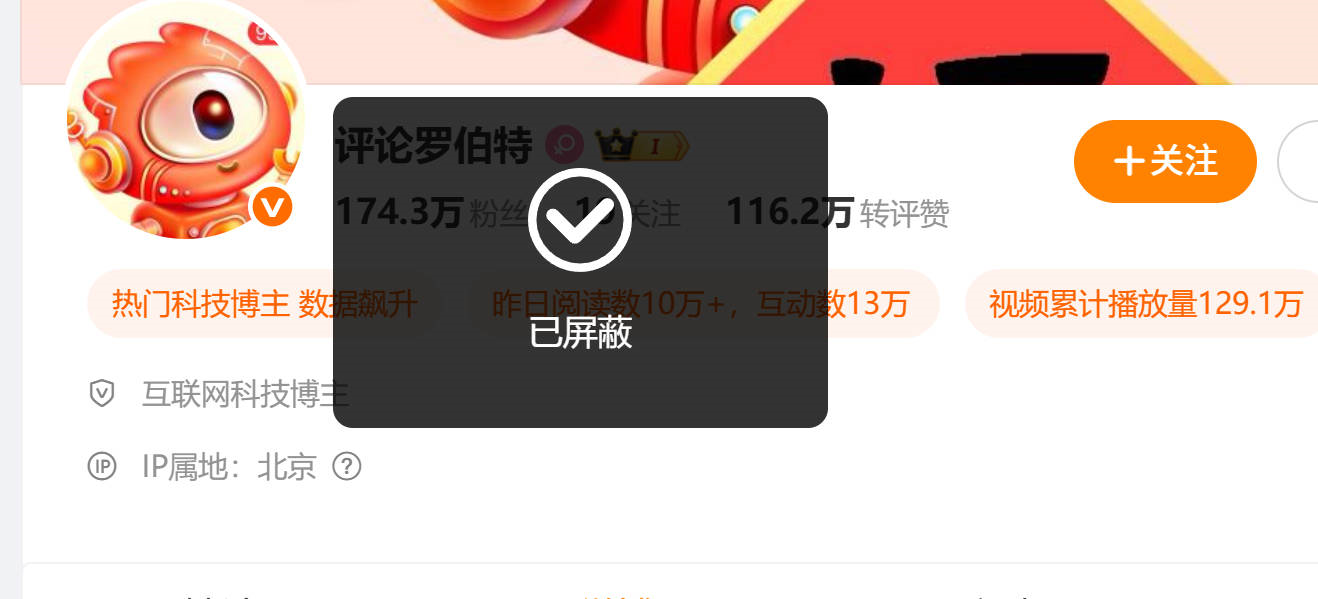 评论罗伯特
I
+关注
174.3万 粉丝 10 关注 116.2万 转评赞
热门科技博主 数据飙升 昨日阅读数10万+，互动数13万 视频累计播放量129.1万
已屏蔽
互联网科技博主
IP IP属地：北京 ?